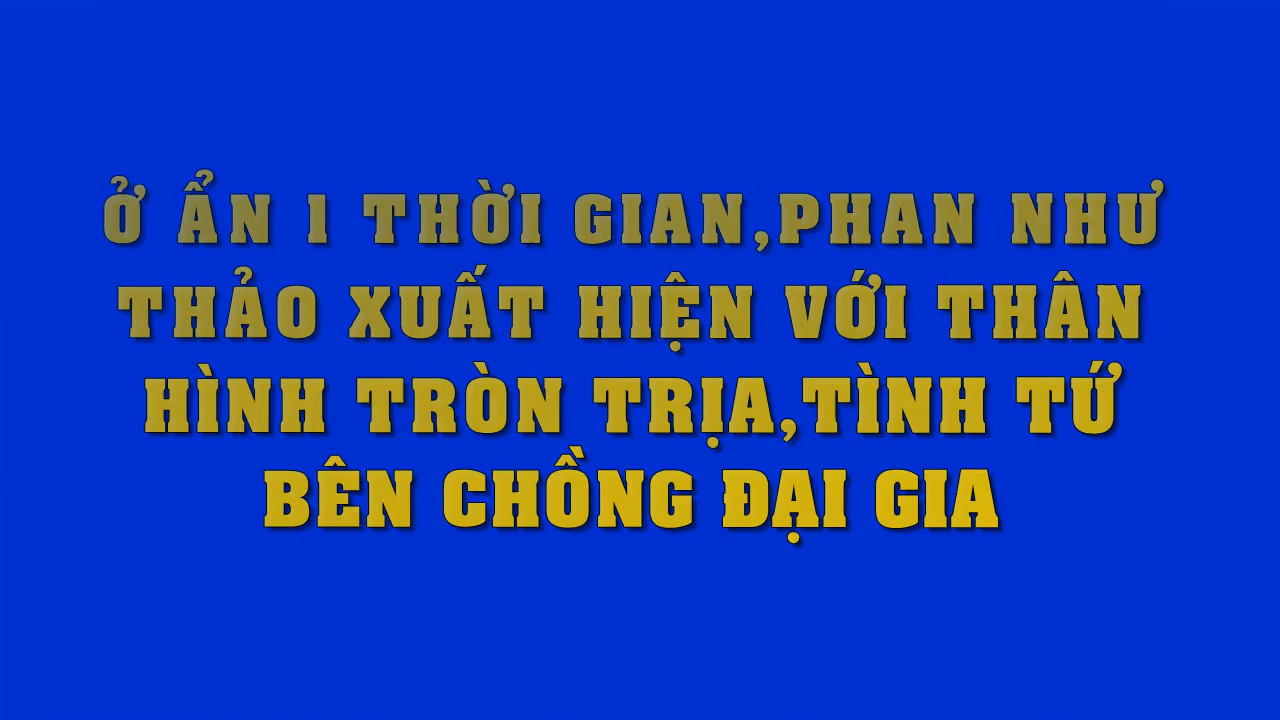 Ở ẨN 1 THỜI GIAN,PHAN NHƯ
THẢO XUẤT HIỆN VỚI THÂN
HÌNH TRÒN TRỊA,TÌNH TỨ
BÊN CHỒNG ĐẠI GIA